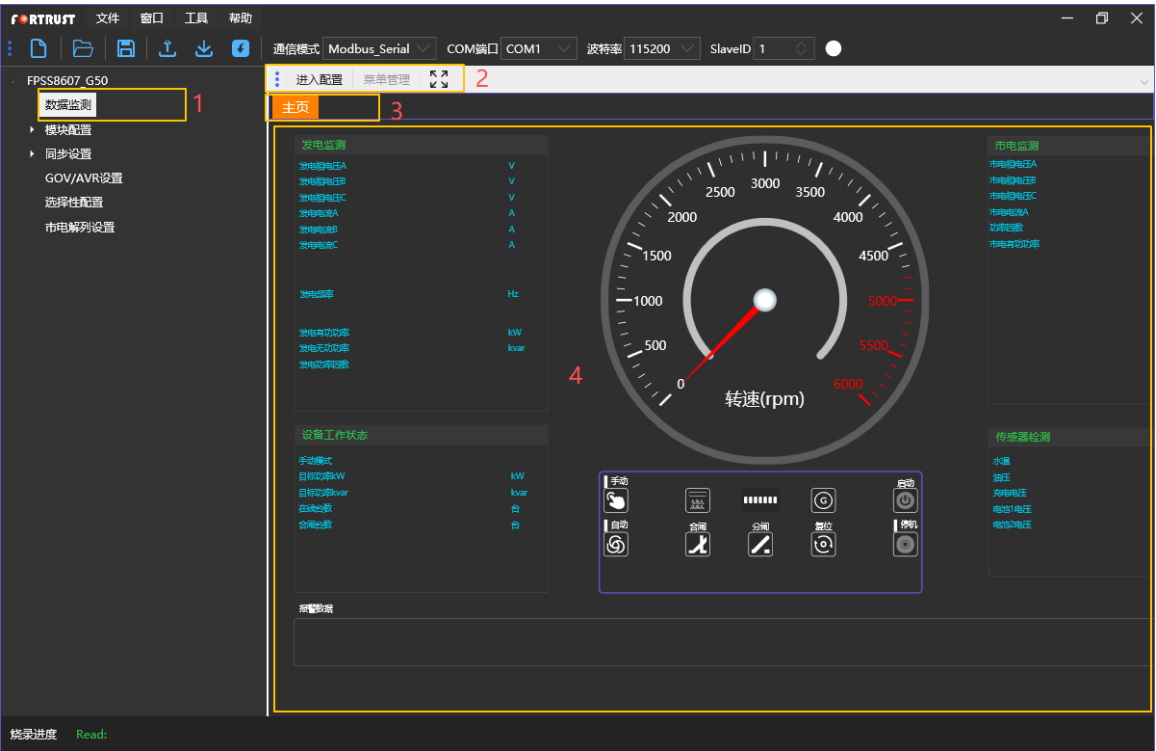 FORTRUST 文件 窗口 工具 帮助
通信模式 Modbus_Serial COM端口 COM1 波特率 115200 SlaveID 1
FPSS8607_G50
数据监测
模块配置
同步设置
GOV/AVR设置
选择性配置
市电解列设置
1
进入配置 菜单管理 2
主页 3
发电监测
发电相电压A V
发电相电压B V
发电相电压C V
发电电流A A
发电电流B A
发电电流C A
发电频率 Hz
发电有功功率 kW
发电无功功率 kvar
发电功率因数
设备工作状态
手动模式
目标功率kW kW
目标功率kvar kvar
在线台数 台
合闸台数 台
4
0
500
1000
1500
2000
2500
3000
3500
4000
4500
5000
5500
6000
转速(rpm)
手动 启动
G
自动 合闸 分闸 复位 停机
市电监测
市电相电压A
市电相电压B
市电相电压C
市电电流A
功率因数
市电有功功率
传感器检测
水温
油压
充电电压
电池1电压
电池2电压
报警数据
烧录进度 Read: